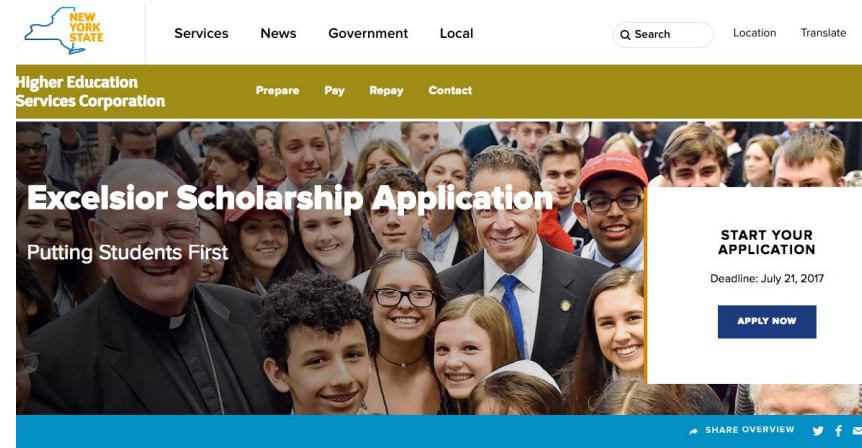 NEW
YORK
STATE
Services News Government Local
Search
Location Translate
Higher Education
Services Corporation
Prepare Pay Repay Contact
Excelsior Scholarship Application
Putting Students First
START YOUR
APPLICATION
Deadline: July 21, 2017
APPLY NOW
SHARE OVERVIEW